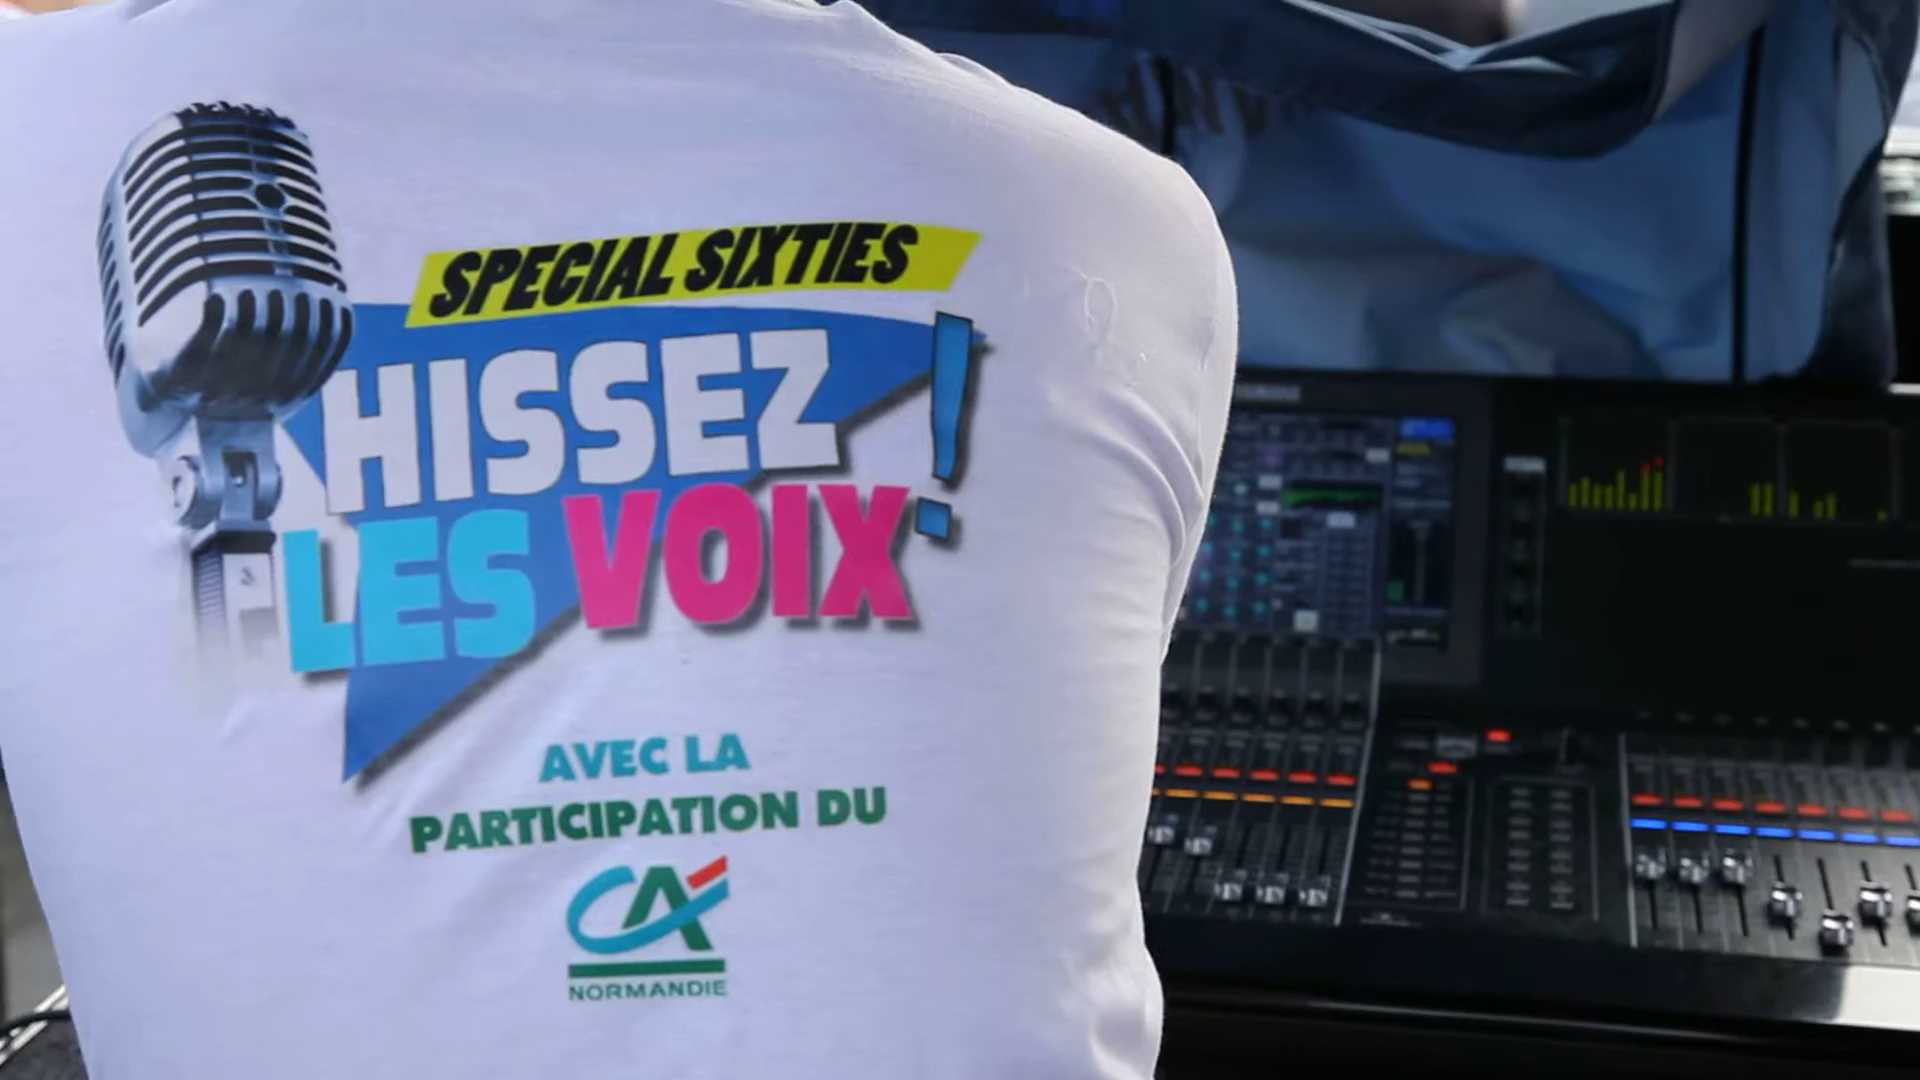 SPECIAL SIXTIES
HISSEZ
LES VOIX !
AVEC LA
PARTICIPATION DU
CA
NORMANDIE